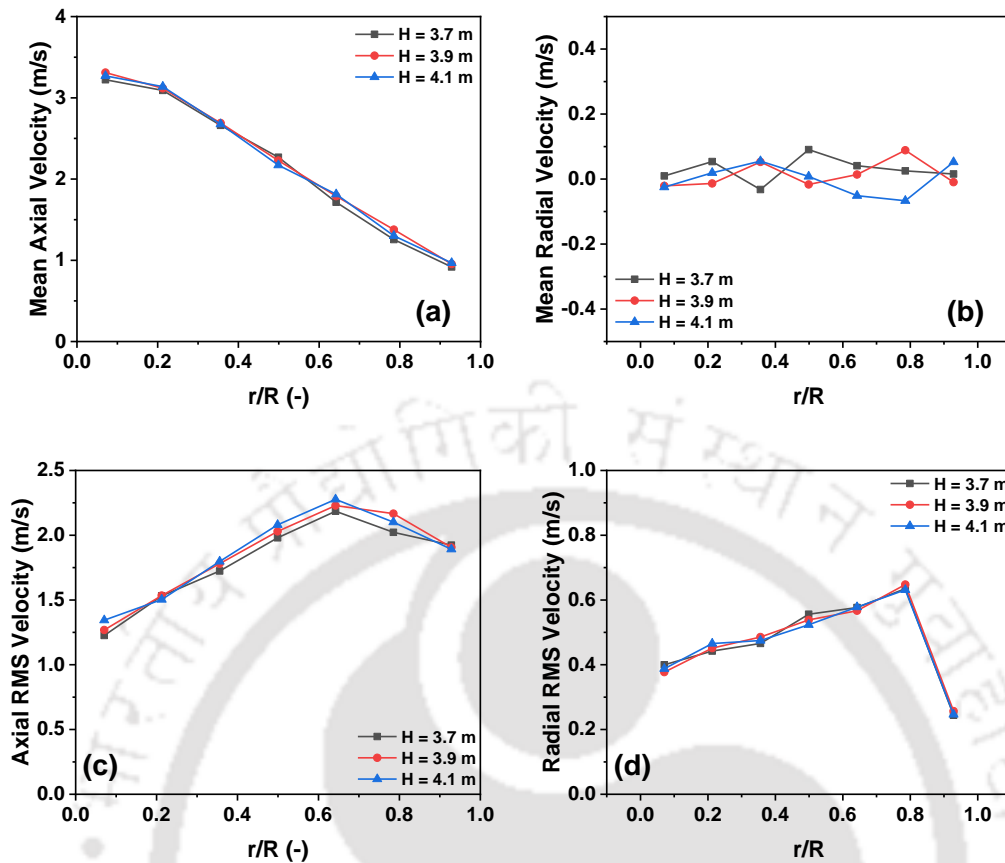 Mean Axial Velocity (m/s)
4
3
2
1
0
H = 3.7 m
H = 3.9 m
H = 4.1 m
(a)
0.0 0.2 0.4 0.6 0.8 1.0
r/R (-)
Mean Radial Velocity (m/s)
0.4
0.2
0.0
-0.2
-0.4
H = 3.7 m
H = 3.9 m
H = 4.1 m
(b)
0.0 0.2 0.4 0.6 0.8 1.0
r/R
Axial RMS Velocity (m/s)
2.5
2.0
1.5
1.0
0.5
0.0
H = 3.7 m
H = 3.9 m
H = 4.1 m
(c)
0.0 0.2 0.4 0.6 0.8 1.0
r/R (-)
Radial RMS Velocity (m/s)
1.0
0.8
0.6
0.4
0.2
0.0
H = 3.7 m
H = 3.9 m
H = 4.1 m
(d)
0.0 0.2 0.4 0.6 0.8 1.0
r/R